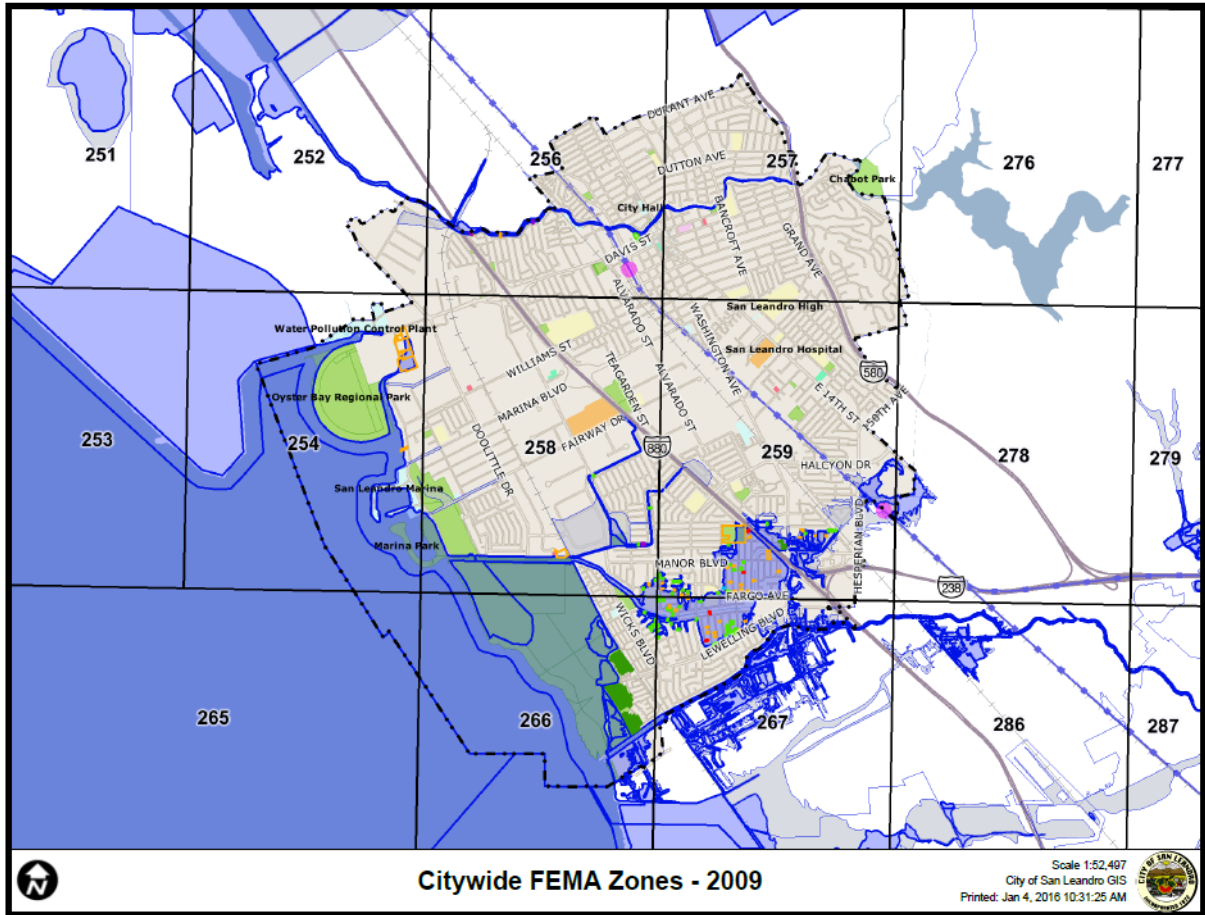 DURANT AVE
251
252
256
DUTTON AVE
257
276
277
Chabot Park
City Hall
BANCROFT AVE
GRAND AVE
DAVIS ST
ALVARADO ST
WASHINGTON AVE
San Leandro High
Water Pollution Control Plant
WILLIAMS ST
TEAGARDEN ST
San Leandro Hospital
580
ALVARADO ST
E 14TH ST
150TH AVE
MARINA BLVD
Oyster Bay Regional Park
253
254
DOOLITTLE DR
258
FAIRWAY DR
880
259
278
279
HALCYON DR
San Leandro Marina
HESPERIAN BLVD
Marina Park
MANOR BLVD
238
FARGO AVE
WICKS BLVD
LEWELLING BLVD
265
266
267
286
287
N
Citywide FEMA Zones - 2009
Scale 1:52,497
City of San Leandro GIS
Printed: Jan 4, 2016 10:31:25 AM
CITY OF SAN LEANDRO